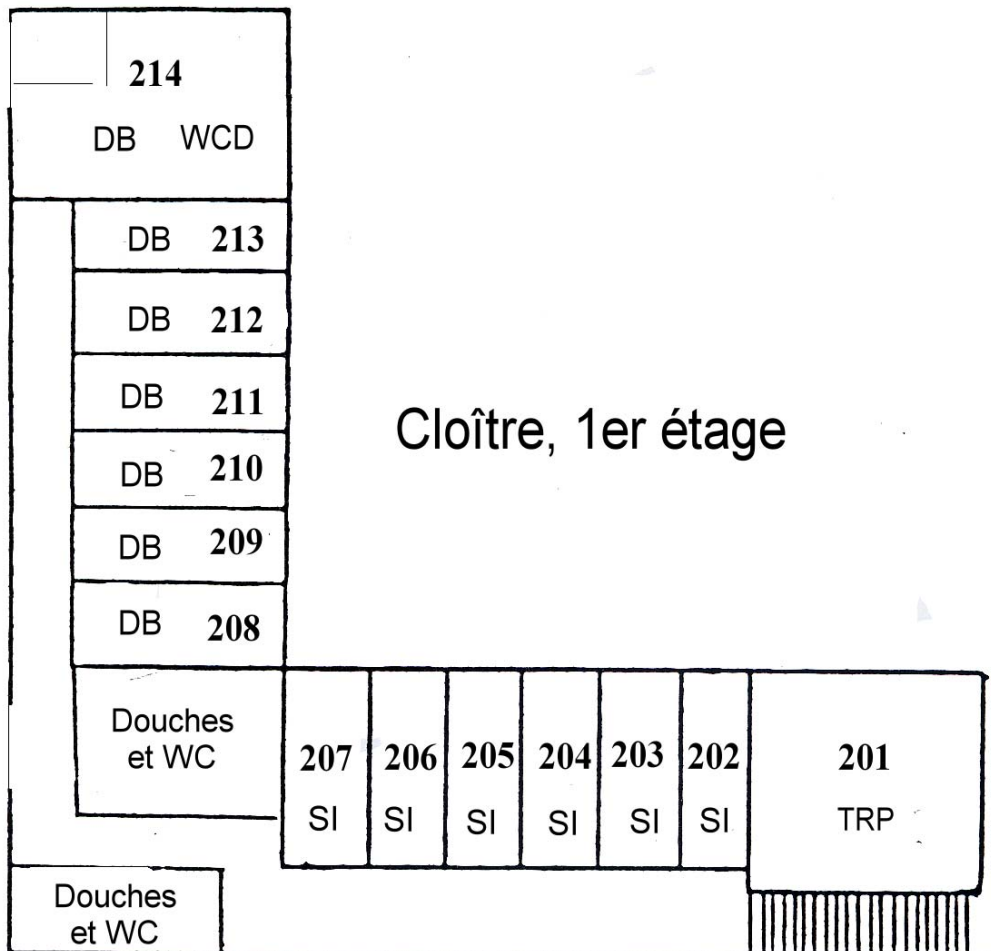 214
DB WCD
DB 213
DB 212
DB 211
DB 210
DB 209
DB 208
Cloître, 1er étage
Douches
et WC
207 206 205 204 203 202 201
SI SI SI SI SI SI TRP
Douches
et WC